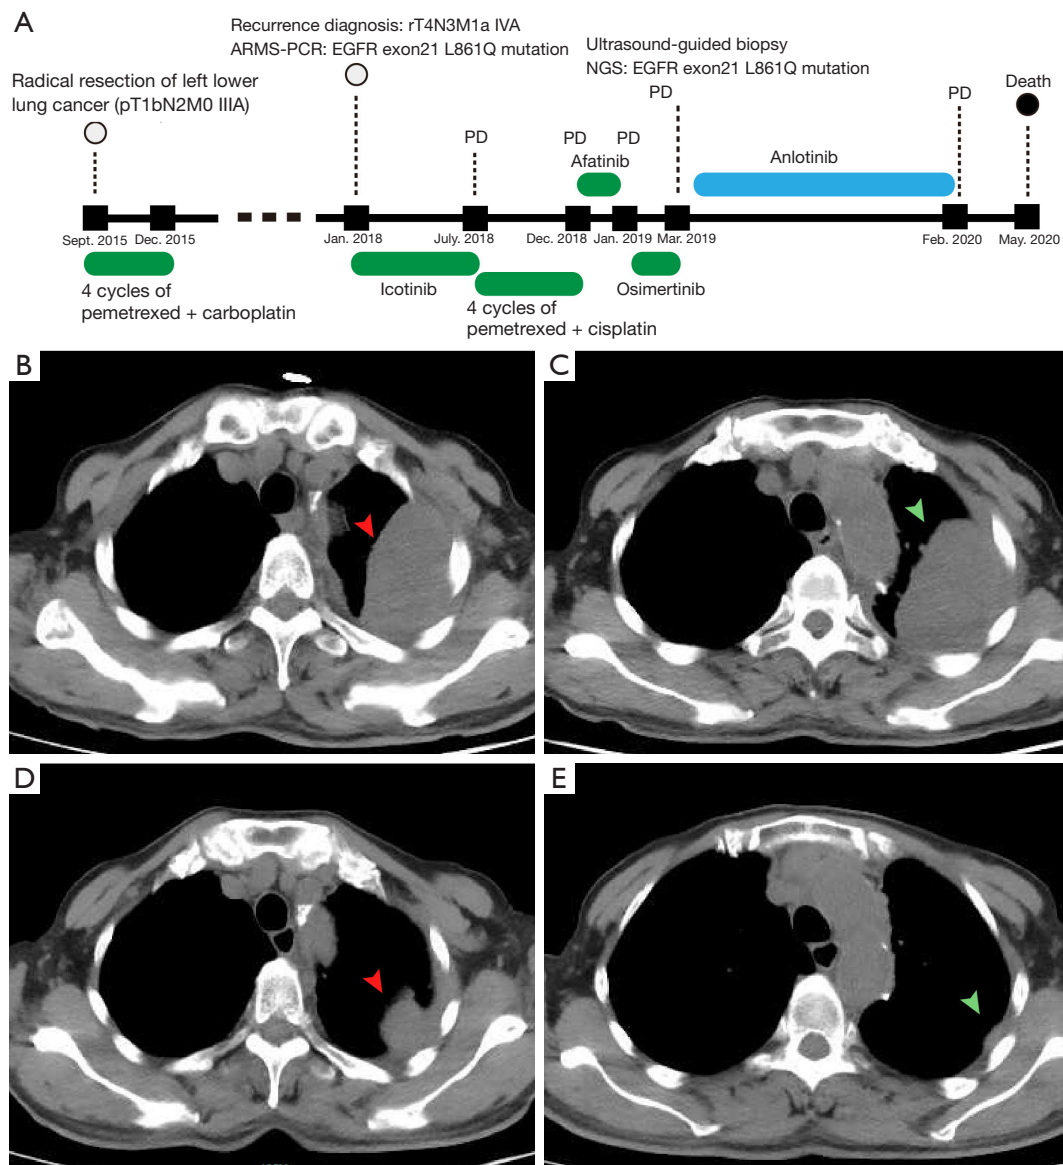 A
Recurrence diagnosis: rT4N3M1a IVA
ARMS-PCR: EGFR exon21 L861Q mutation
Ultrasound-guided biopsy
NGS: EGFR exon21 L861Q mutation
Radical resection of left lower
lung cancer (pT1bN2M0 IIIA)
PD
PD
PD
PD
PD
Death
Afatinib
Anlotinib
Sept. 2015
Dec. 2015
Jan. 2018
July. 2018
Dec. 2018
Jan. 2019
Mar. 2019
Feb. 2020
May. 2020
4 cycles of
pemetrexed + carboplatin
Icotinib
4 cycles of
pemetrexed + cisplatin
Osimertinib
B
C
D
E